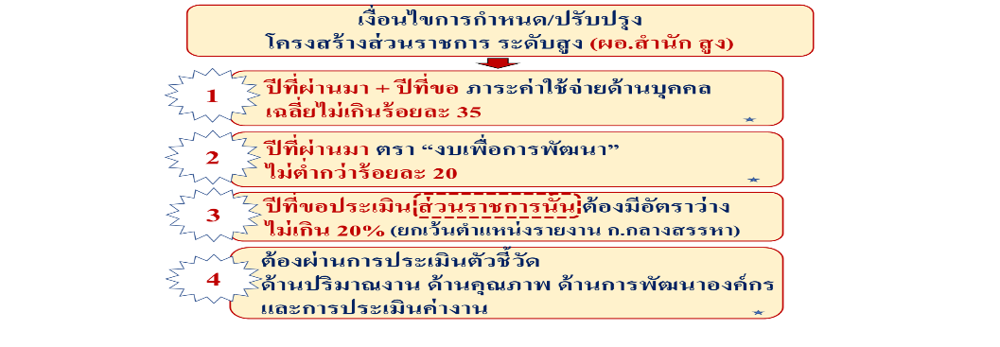 เงื่อนไขการกำหนด/ปรับปรุง
โครงสร้างส่วนราชการ ระดับสูง (ผอ.สำนัก สูง)
1
ปีที่ผ่านมา + ปีที่ขอ ภาระค่าใช้จ่ายด้านบุคคล
เฉลี่ยไม่เกินร้อยละ 35
2
ปีที่ผ่านมา ตรา “งบเพื่อการพัฒนา”
ไม่ต่ำกว่าร้อยละ 20
3
ปีที่ขอประเมิน ส่วนราชการนั้น ต้องมีอัตราว่าง
ไม่เกิน 20% (ยกเว้นตำแหน่งรายงาน ก.กลางสรรหา)
4
ต้องผ่านการประเมินตัวชี้วัด
ด้านปริมาณงาน ด้านคุณภาพ ด้านการพัฒนาองค์กร
และการประเมินค่างาน